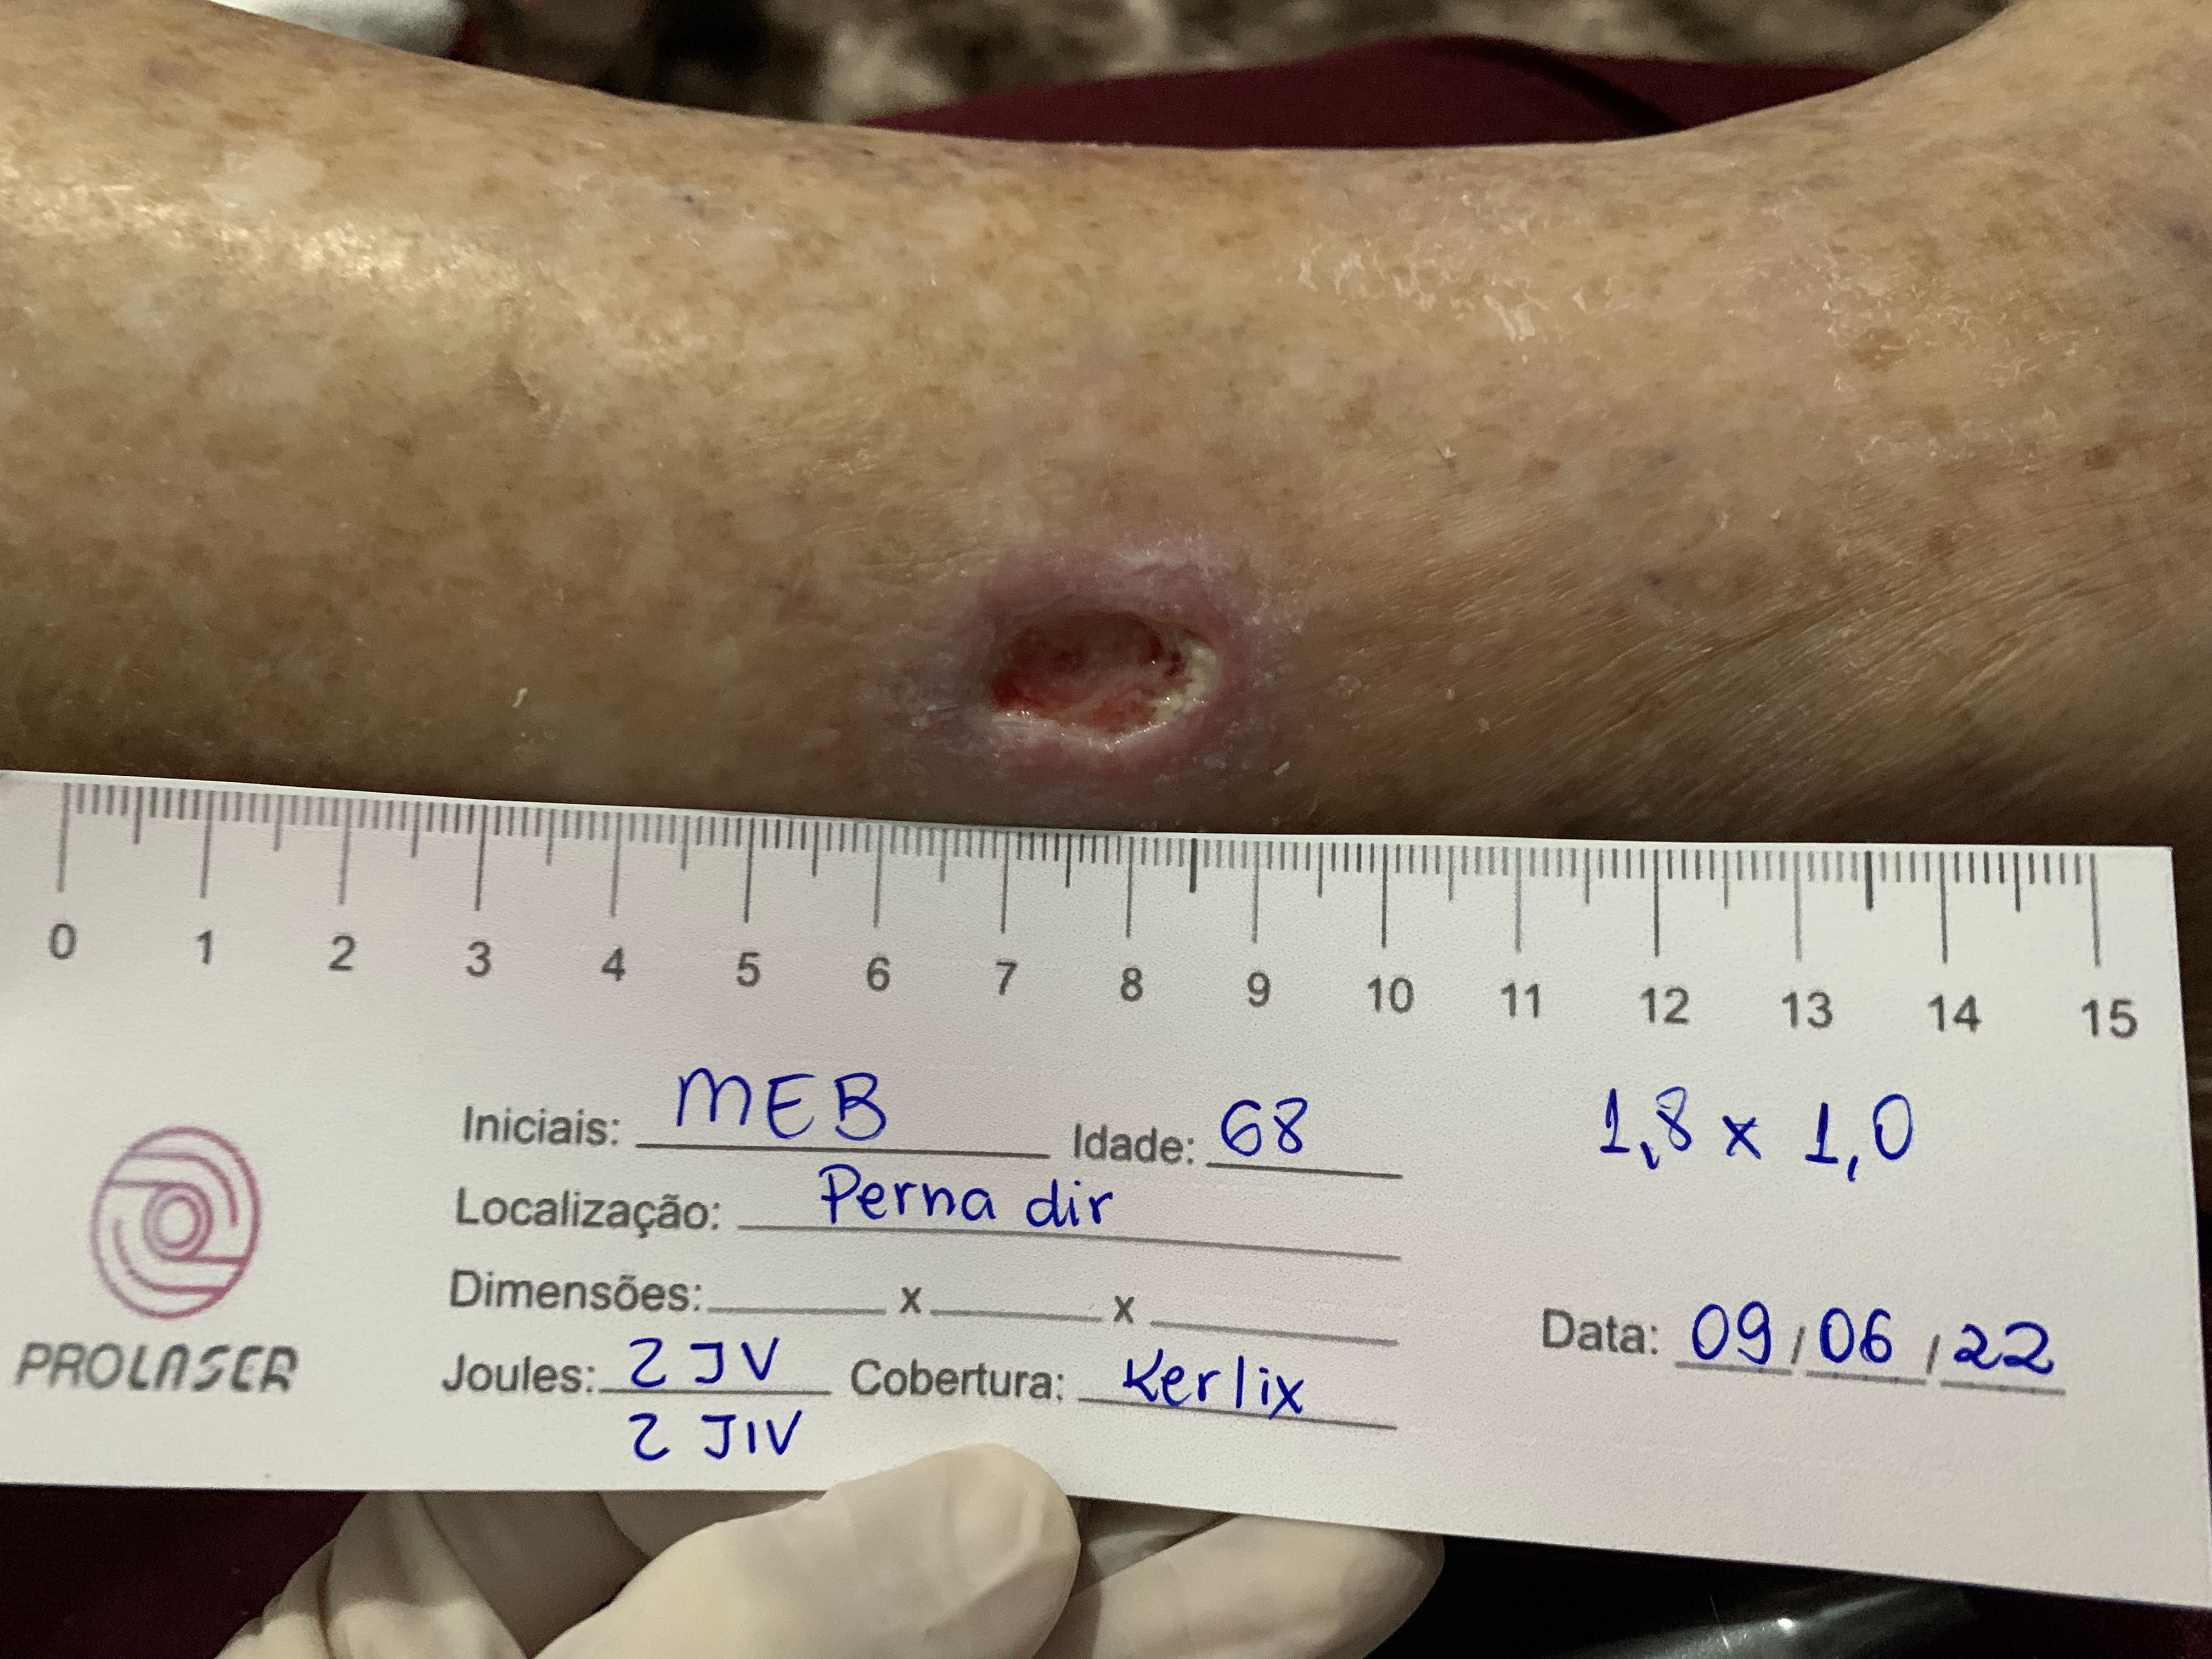 0 1 2 3 4 5 6 7 8 9 10 11 12 13 14 15
Iniciais: MEB Idade: 68 1,8 x 1,0
Localização: Perna dir
Dimensões: x x
Joules: 2 JV Cobertura: Kerlix Data: 09/06/22
2 JIV
PROLASER